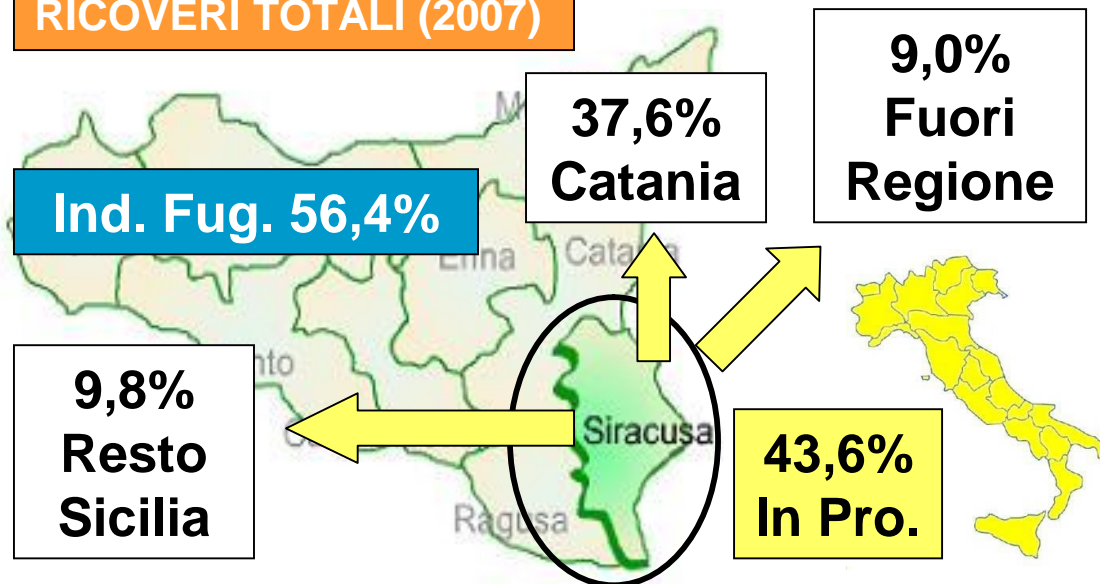 RICOVERI TOTALI (2007)
9,0%
Fuori
Regione
37,6%
Catania
Ind. Fug. 56,4%
Enna
Catania
9,8%
Resto
Sicilia
Siracusa
43,6%
In Pro.
Ragusa